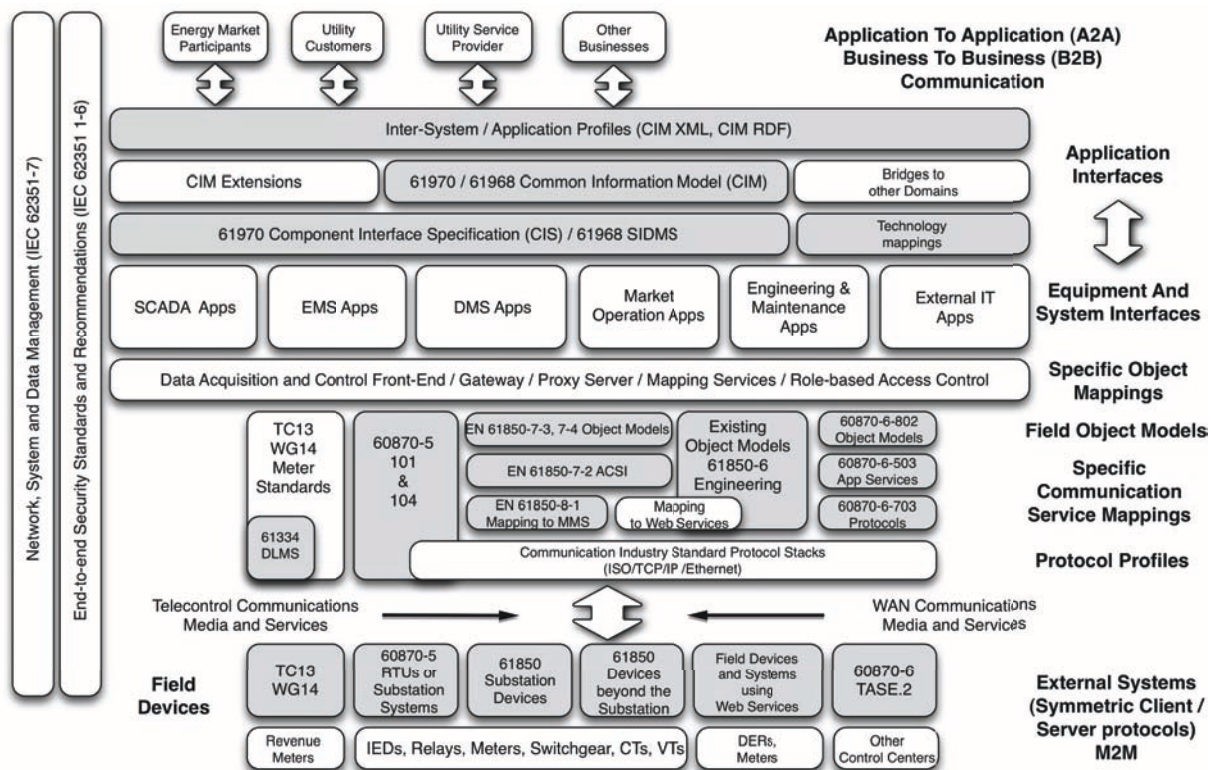 Network, System and Data Management (IEC 62351-7)
End-to-end Security Standards and Recommendations (IEC 62351 1-6)
Energy Market
Participants
Utility
Customers
Utility Service
Provider
Other
Businesses
Application To Application (A2A)
Business To Business (B2B)
Communication
Inter-System / Application Profiles (CIM XML, CIM RDF)
CIM Extensions
61970 / 61968 Common Information Model (CIM)
Bridges to
other Domains
Application
Interfaces
61970 Component Interface Specification (CIS) / 61968 SIDMS
Technology
mappings
SCADA Apps
EMS Apps
DMS Apps
Market
Operation Apps
Engineering &
Maintenance
Apps
External IT
Apps
Equipment And
System Interfaces
Data Acquisition and Control Front-End / Gateway / Proxy Server / Mapping Services / Role-based Access Control
Specific Object
Mappings
TC13
WG14
Meter
Standards
61334
DLMS
60870-5
101
&
104
EN 61850-7-3, 7-4 Object Models
EN 61850-7-2 ACSI
EN 61850-8-1
Mapping to MMS
Existing
Object Models
61850-6
Engineering
Mapping
to Web Services
60870-6-802
Object Models
60870-6-503
App Services
60870-6-703
Protocols
Field Object Models
Specific
Communication
Service Mappings
Communication Industry Standard Protocol Stacks
(ISO/TCP/IP /Ethernet)
Protocol Profiles
Telecontrol Communications
Media and Services
WAN Communications
Media and Services
Field
Devices
TC13
WG14
60870-5
RTUs or
Substation
Systems
61850
Substation
Devices
61850
Devices
beyond the
Substation
Field Devices
and Systems
using
Web Services
60870-6
TASE.2
External Systems
(Symmetric Client /
Server protocols)
M2M
Revenue
Meters
IEDs, Relays, Meters, Switchgear, CTs, VTs
DERs,
Meters
Other
Control Centers